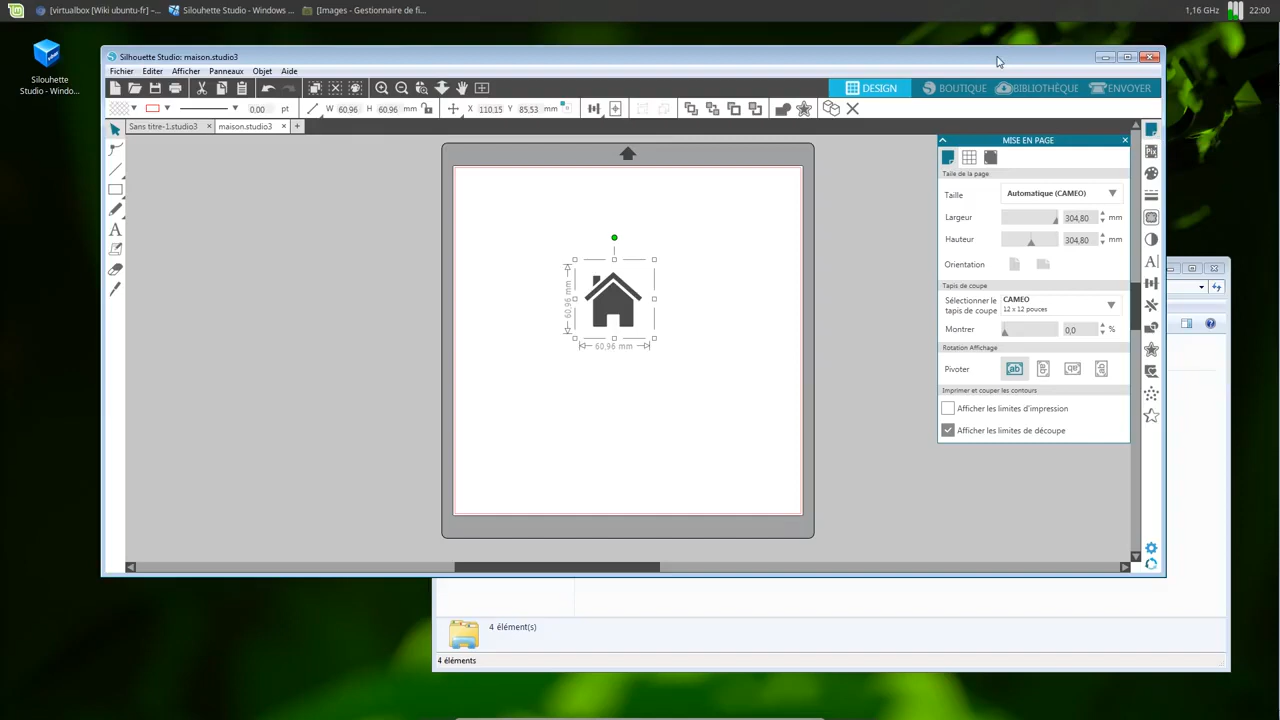 [virtualbox [Wiki ubuntu-fr] –... Silouhette Studio - Windows ... [Images - Gestionnaire de fi... 1,16 GHz 22:00
Silouhette
Studio - Windo...
Silhouette Studio: maison.studio3
Fichier Editer Afficher Panneaux Objet Aide
DESIGN BOUTIQUE BIBLIOTHÈQUE ENVOYER
0,00 pt W 60,96 H 60,96 mm X 110,15 Y 85,53 mm
Sans titre-1.studio3 × maison.studio3 × +
MISE EN PAGE
Taille de la page
Taille Automatique (CAMEO)
Largeur 304,80 mm
Hauteur 304,80 mm
Orientation
Tapis de coupe
Sélectionner le
tapis de coupe
CAMEO
12 x 12 pouces
Montrer 0,0 %
Rotation Affichage
Pivoter
Imprimer et couper les contours
Afficher les limites d'impression
Afficher les limites de découpe
60,96 mm
60,96 mm
4 élément(s)
4 éléments